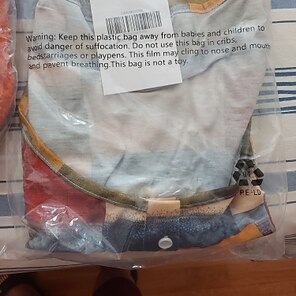 Warning: Keep this plastic bag away from babies and children to
avoid danger of suffocation. Do not use this bag in cribs,
beds,carriages or playpens. This film may cling to nose and mouth
and pavent breathing.This bag is not a toy.
PE-LD